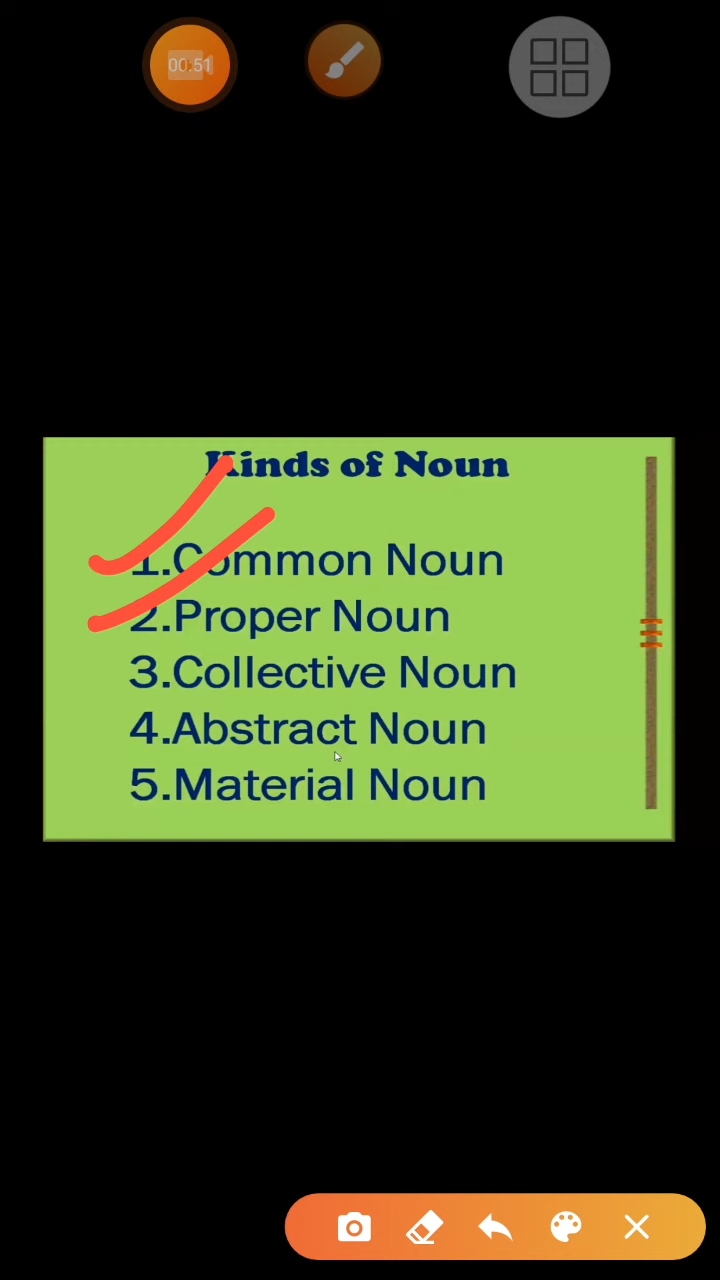 00:51
Kinds of Noun
1.Common Noun
2.Proper Noun
3.Collective Noun
4.Abstract Noun
5.Material Noun